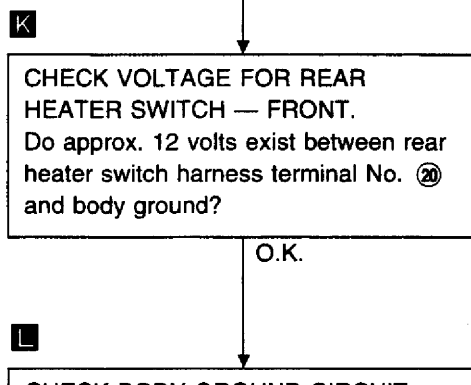 K
CHECK VOLTAGE FOR REAR
HEATER SWITCH — FRONT.
Do approx. 12 volts exist between rear
heater switch harness terminal No. ⑳
and body ground?
O.K.
L
CHECK BODY GROUND CIRCUIT